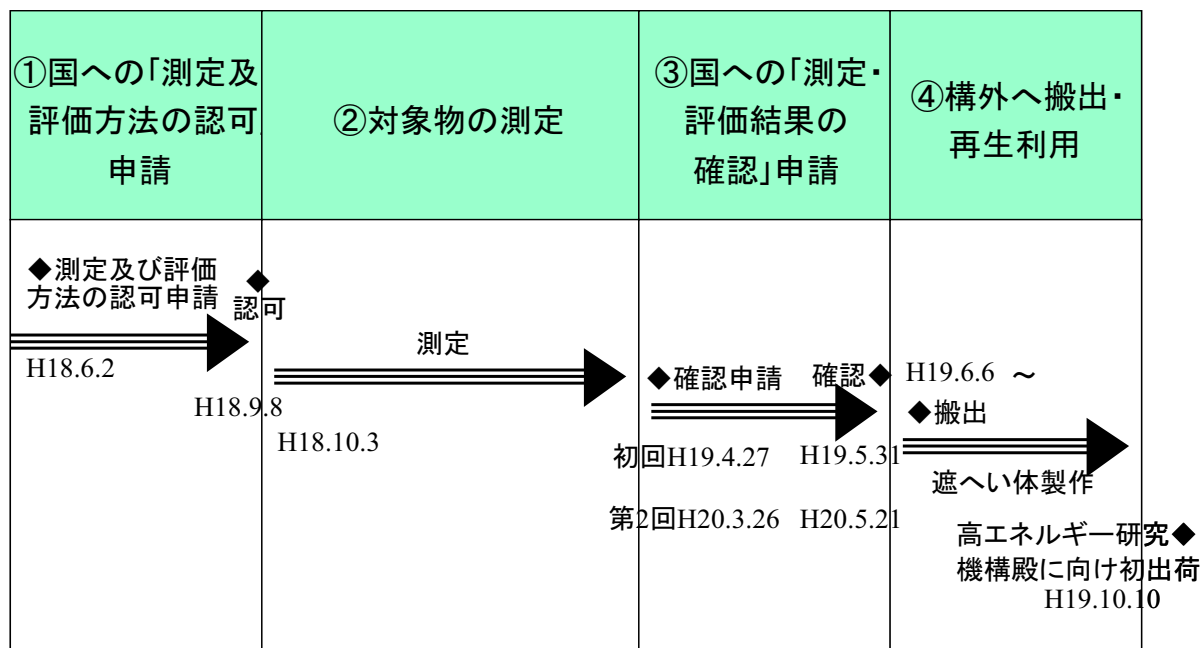 ①国への「測定及
評価方法の認可
申請
②対象物の測定
③国への「測定・
評価結果の
確認」申請
④構外へ搬出・
再生利用
◆測定及び評価
方法の認可申請
H18.6.2
◆
認可
H18.9.8
測定
H18.10.3
◆確認申請
確認◆
初回H19.4.27
H19.5.31
第2回H20.3.26
H20.5.21
H19.6.6 ～
◆搬出
遮へい体製作
高エネルギー研究◆
機構殿に向け初出荷
H19.10.10